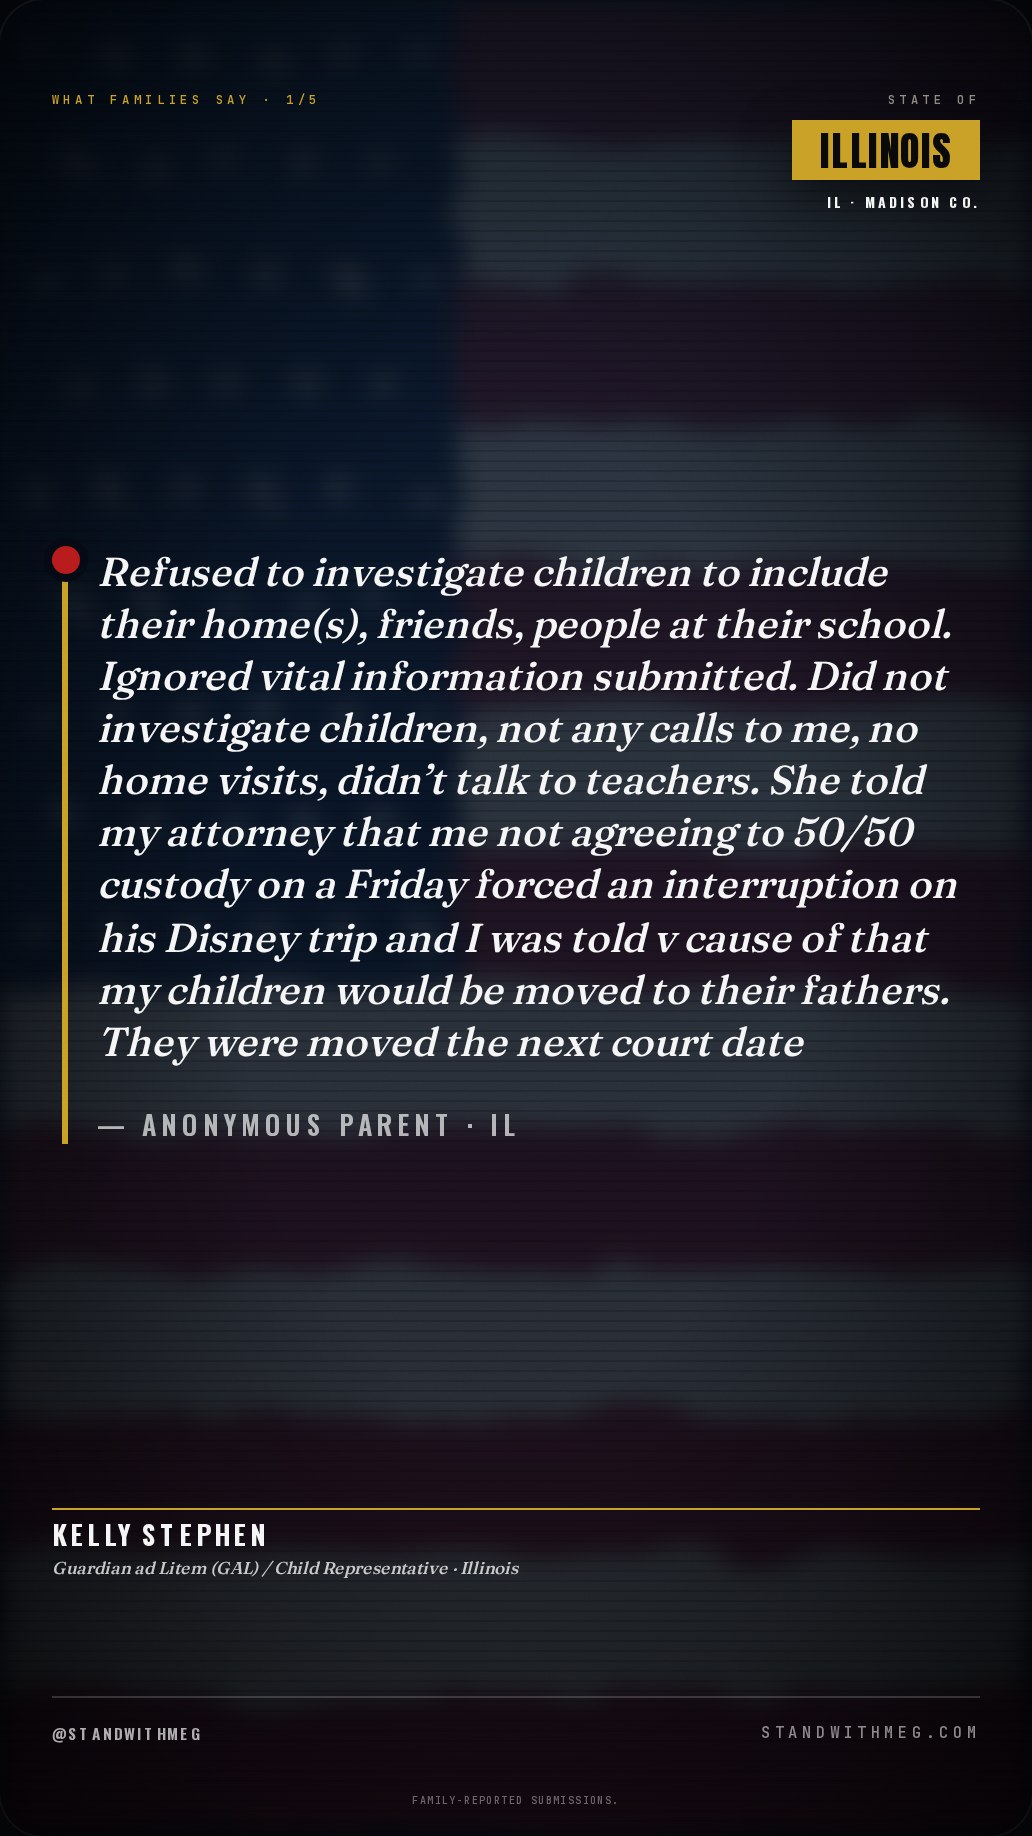 WHAT FAMILIES SAY · 1/5
STATE OF
ILLINOIS
IL · MADISON CO.
Refused to investigate children to include
their home(s), friends, people at their school.
Ignored vital information submitted. Did not
investigate children, not any calls to me, no
home visits, didn’t talk to teachers. She told
my attorney that me not agreeing to 50/50
custody on a Friday forced an interruption on
his Disney trip and I was told v cause of that
my children would be moved to their fathers.
They were moved the next court date
— ANONYMOUS PARENT · IL
KELLY STEPHEN
Guardian ad Litem (GAL) / Child Representative · Illinois
@STANDWITHMEG
STANDWITHMEG.COM
FAMILY-REPORTED SUBMISSIONS.